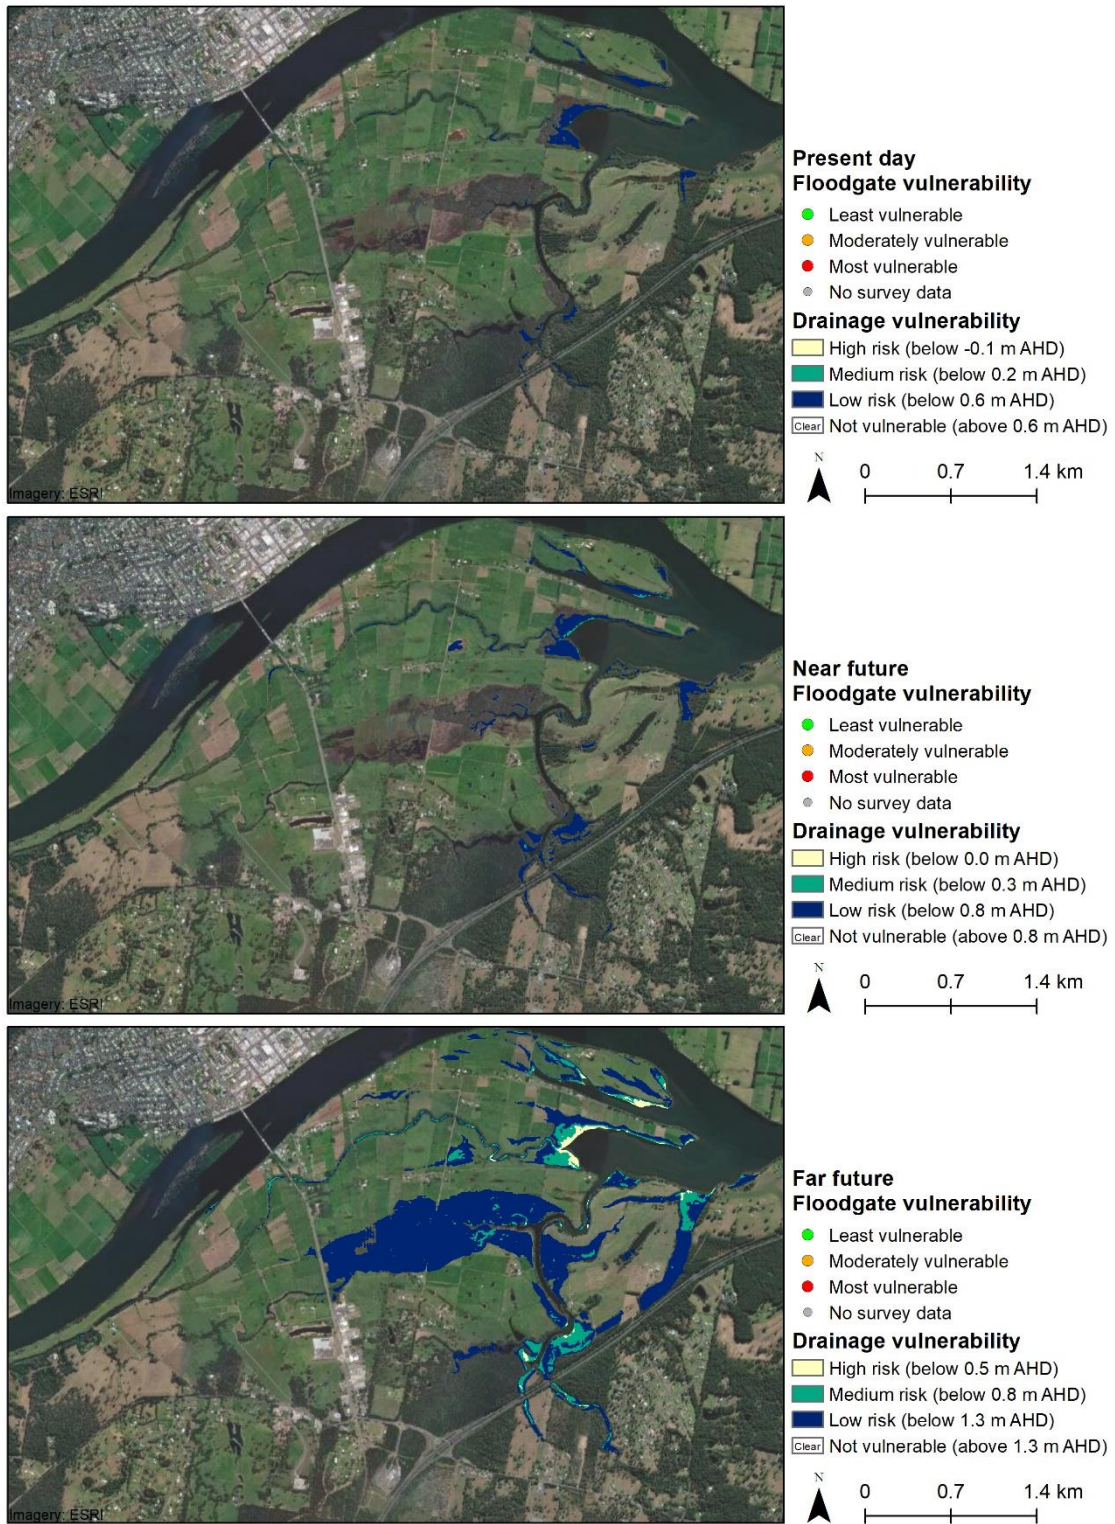 Present day
Floodgate vulnerability
Least vulnerable
Moderately vulnerable
Most vulnerable
No survey data
Drainage vulnerability
High risk (below -0.1 m AHD)
Medium risk (below 0.2 m AHD)
Low risk (below 0.6 m AHD)
Clear Not vulnerable (above 0.6 m AHD)
N
0 0.7 1.4 km
Imagery: ESRI
Near future
Floodgate vulnerability
Least vulnerable
Moderately vulnerable
Most vulnerable
No survey data
Drainage vulnerability
High risk (below 0.0 m AHD)
Medium risk (below 0.3 m AHD)
Low risk (below 0.8 m AHD)
Clear Not vulnerable (above 0.8 m AHD)
N
0 0.7 1.4 km
Imagery: ESRI
Far future
Floodgate vulnerability
Least vulnerable
Moderately vulnerable
Most vulnerable
No survey data
Drainage vulnerability
High risk (below 0.5 m AHD)
Medium risk (below 0.8 m AHD)
Low risk (below 1.3 m AHD)
Clear Not vulnerable (above 1.3 m AHD)
N
0 0.7 1.4 km
Imagery: ESRI